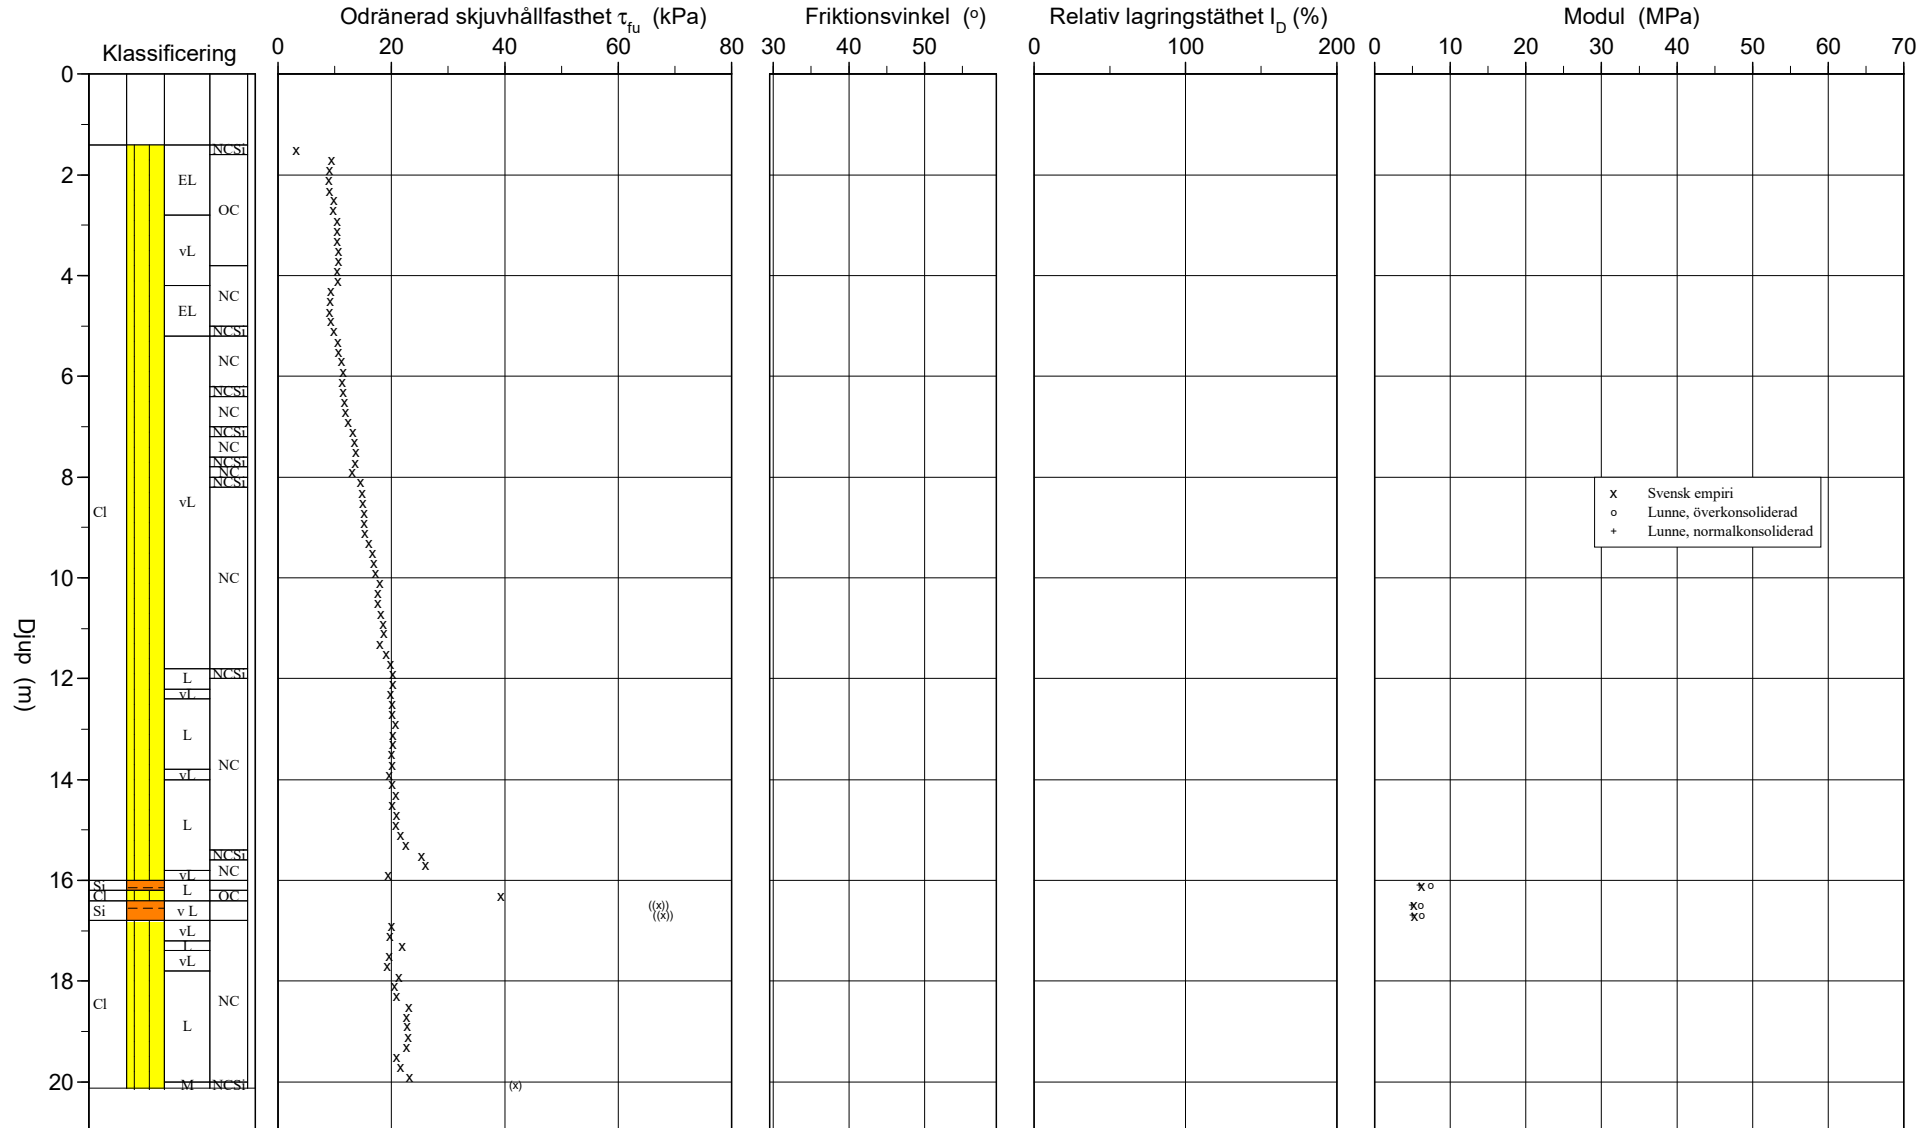 Odränerad skjuvhållfasthet τfu (kPa)
Friktionsvinkel (o)
Relativ lagringstäthet ID (%)
Modul (MPa)
Klassificering
0 20 40 60 80
30 40 50
0 100 200
0 10 20 30 40 50 60 70
0
NCSi
2
EL
OC
vL
4
NC
EL
NCSi
NC
6
NCSi
NC
NCSi
NC
NCSi
NC
8
NCSi
vL
Cl
x Svensk empiri
o Lunne, överkonsoliderad
+ Lunne, normalkonsoliderad
10
NC
Djup (m)
NCSi
12
L
vL
L
NC
vL
14
L
NCSi
NC
vL
16
Si
L
Cl
OC
Si
v L
((x))
((x))
vL
L
vL
18
Cl
NC
L
20
M
NCSi
(x)